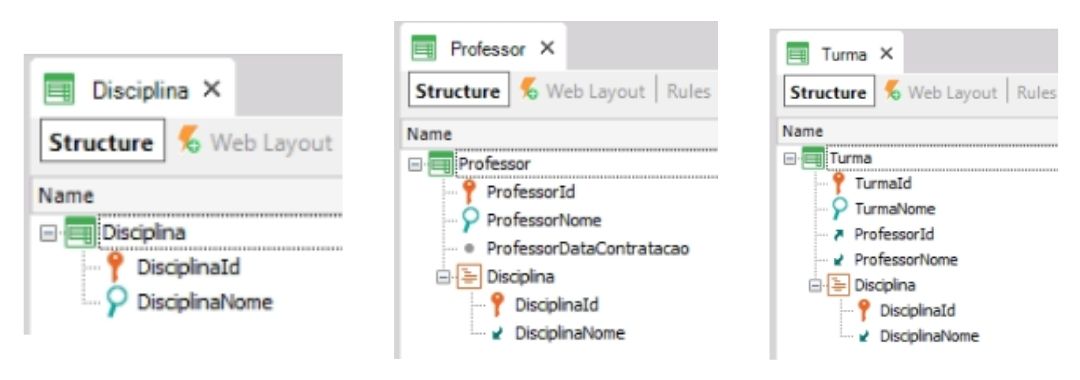 Disciplina ×
Structure Web Layout
Name
Disciplina
DisciplinaId
DisciplinaNome
Professor ×
Structure Web Layout Rules
Name
Professor
ProfessorId
ProfessorNome
ProfessorDataContratacao
Disciplina
DisciplinaId
DisciplinaNome
Turma ×
Structure Web Layout Rules
Name
Turma
TurmaId
TurmaNome
ProfessorId
ProfessorNome
Disciplina
DisciplinaId
DisciplinaNome